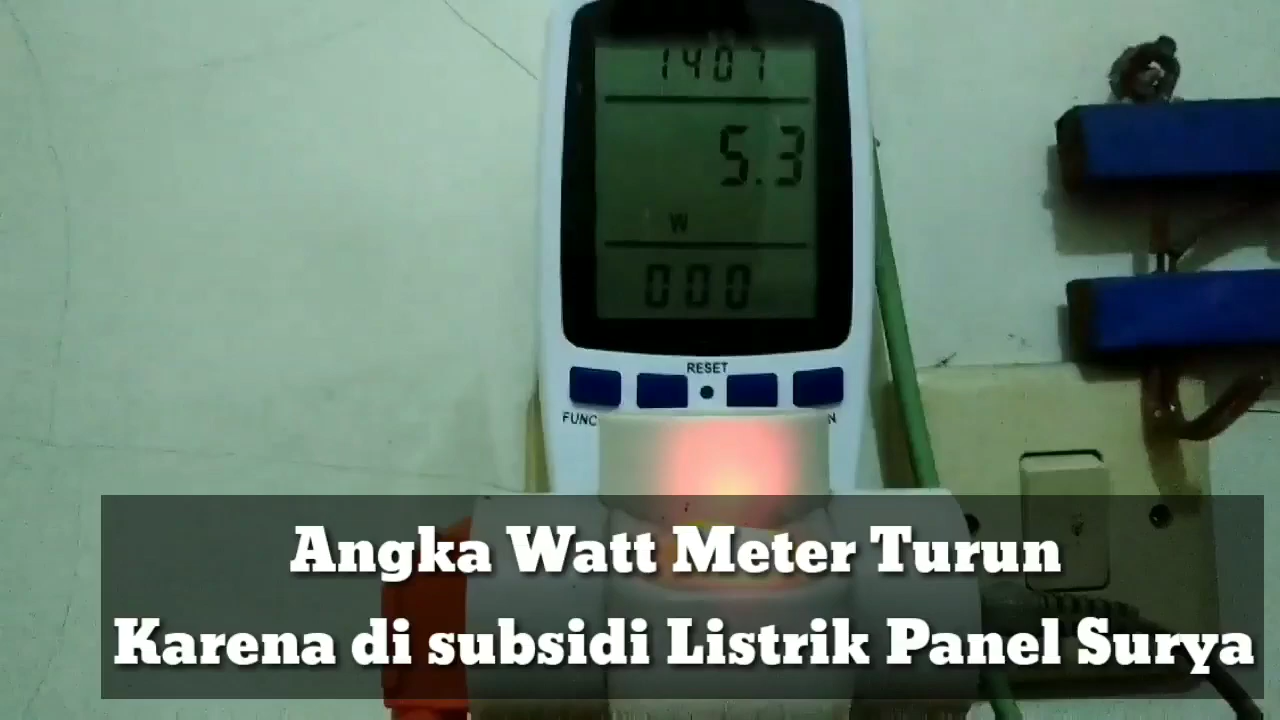 1407
5.3
W
000
RESET
FUNC
N
Angka Watt Meter Turun
Karena di subsidi Listrik Panel Surya